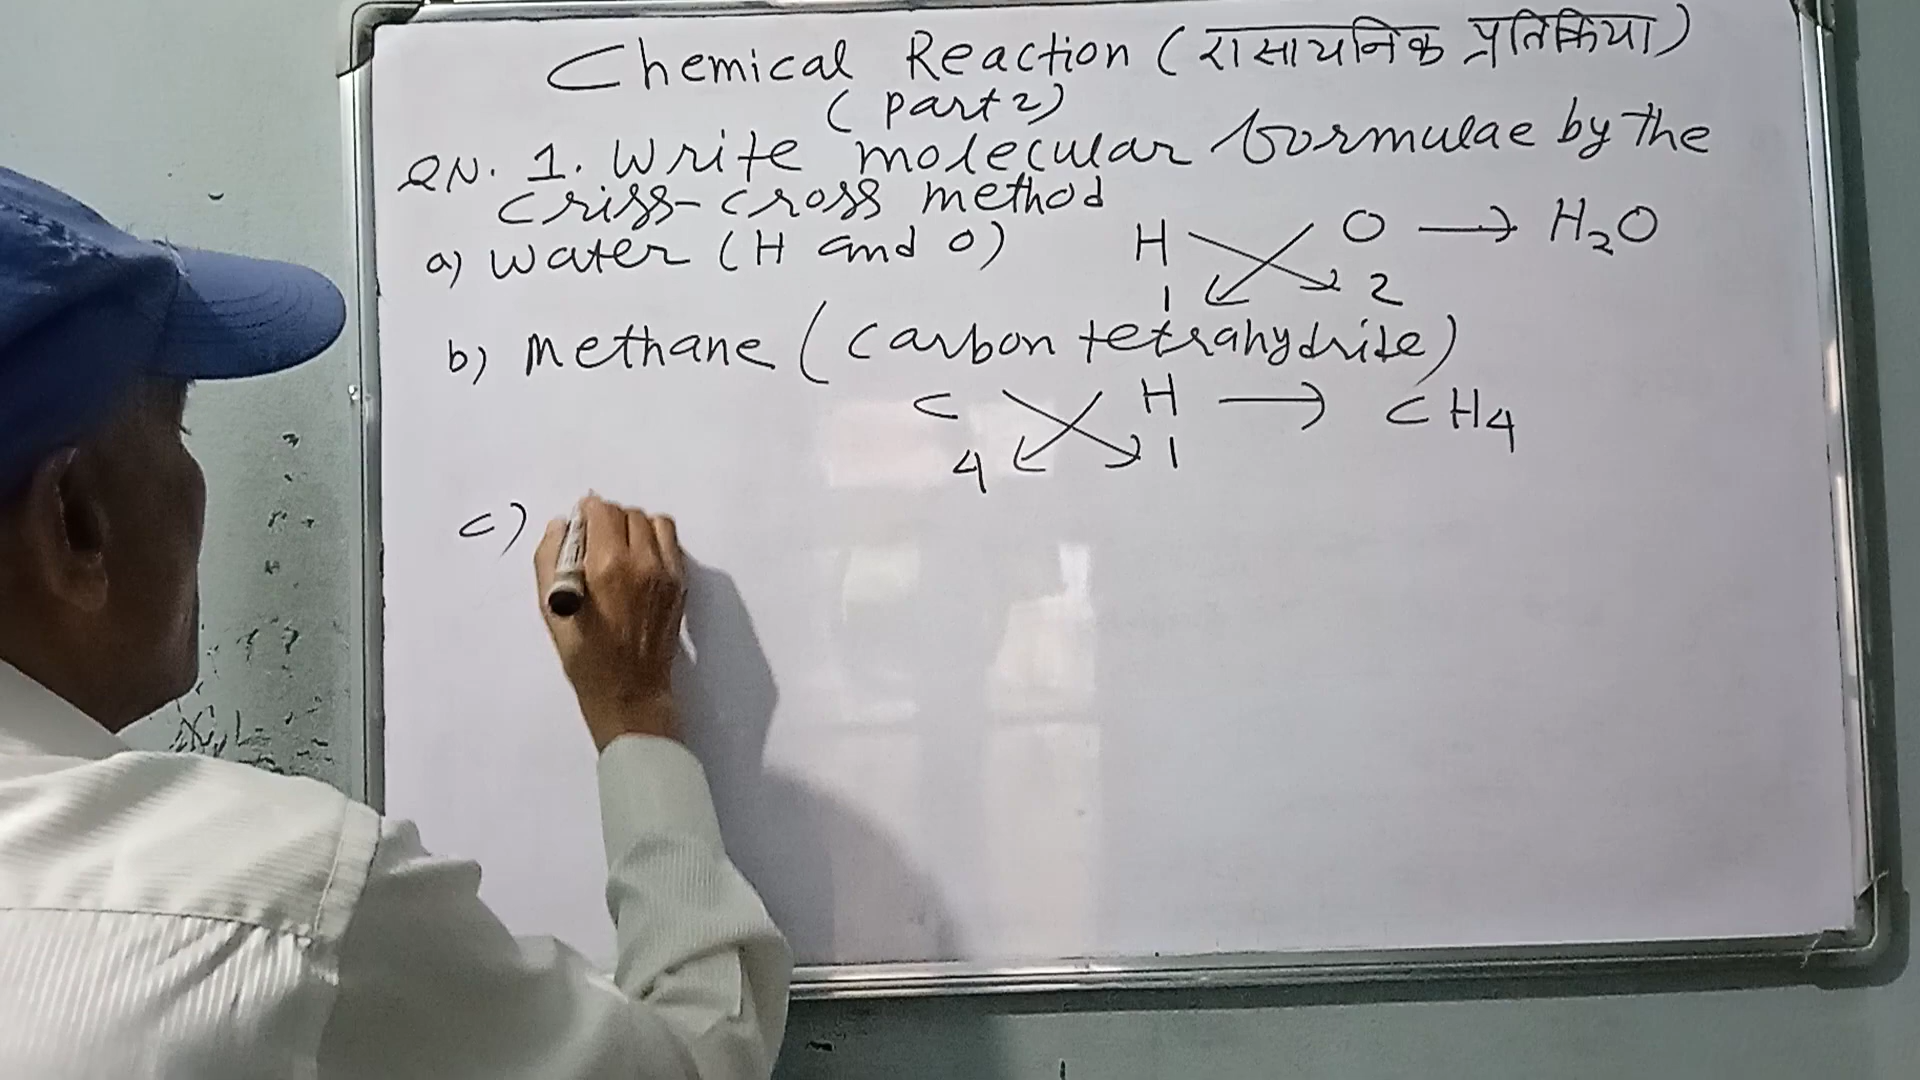 Chemical Reaction (रासायनिक प्रतिक्रिया)
(part 2)
QN. 1. Write molecular formulae by the
criss-cross method
a) Water (H and O) H O → H₂O
1 2
b) Methane (Carbon tetrahydride)
C H → CH₄
4 1
c)